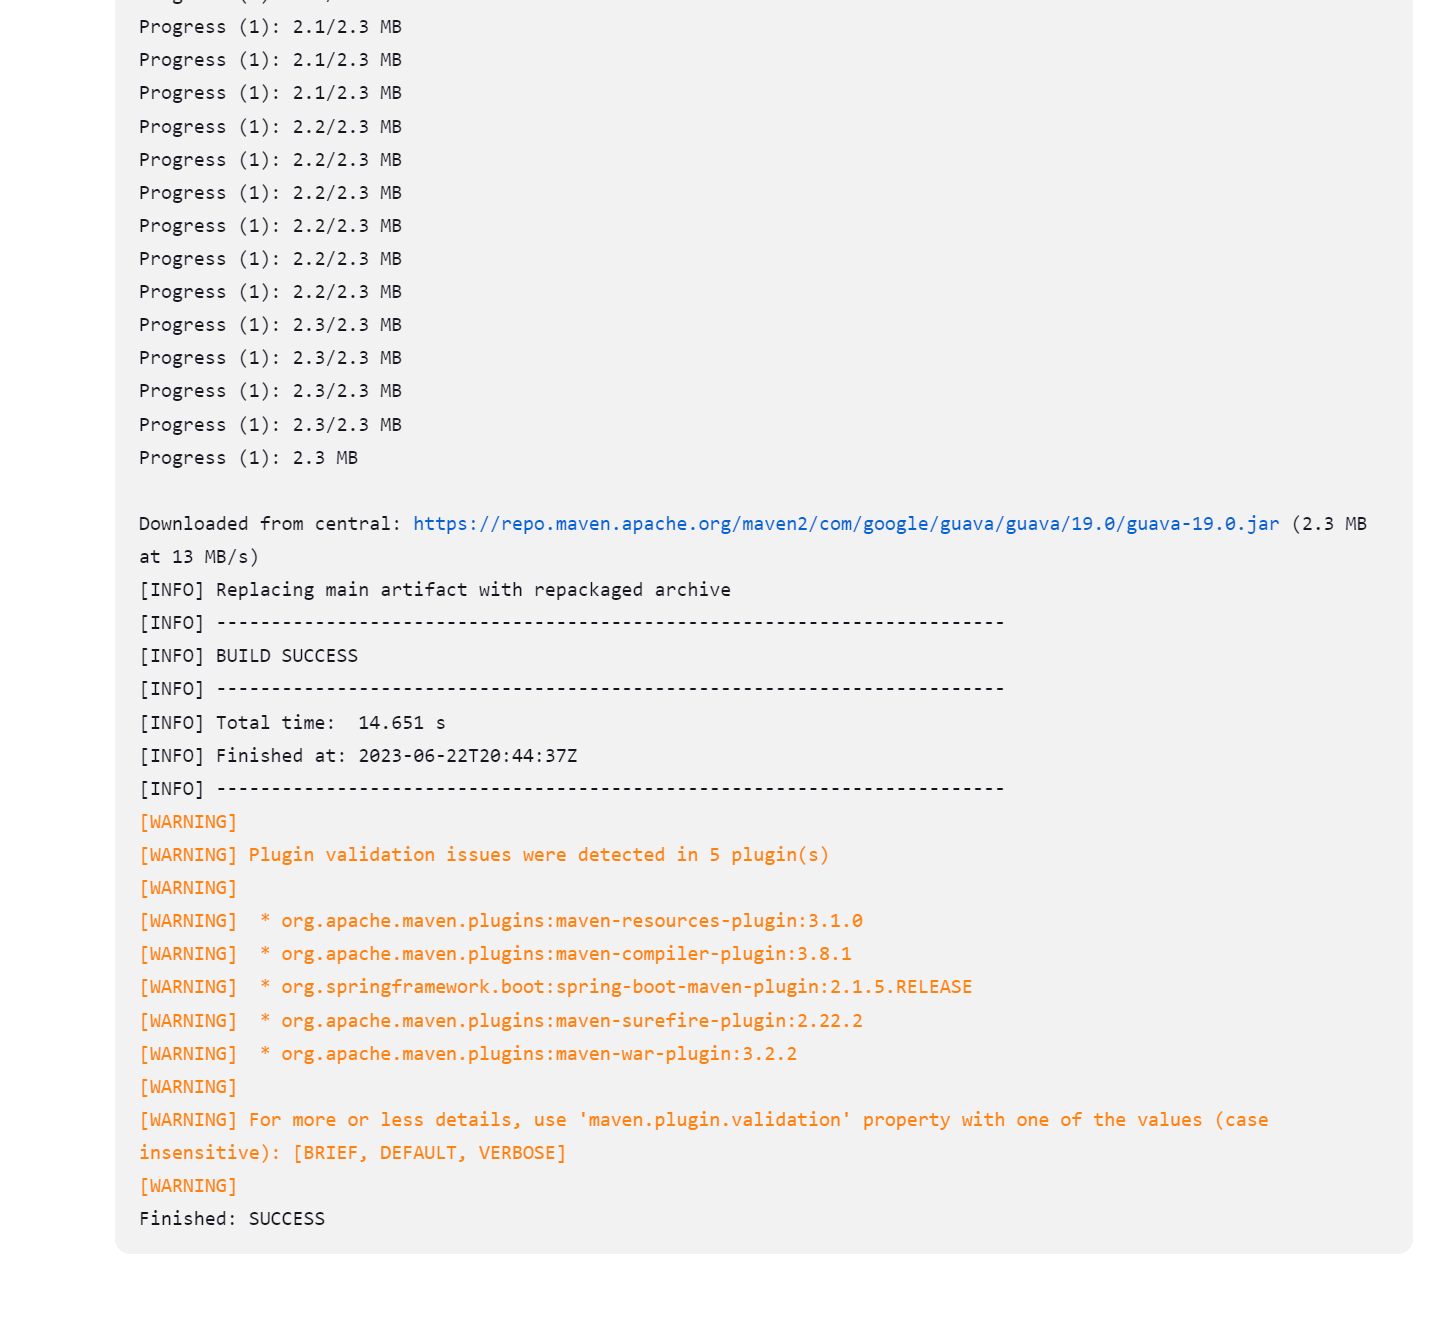 Progress (1): 2.1/2.3 MB
Progress (1): 2.1/2.3 MB
Progress (1): 2.1/2.3 MB
Progress (1): 2.2/2.3 MB
Progress (1): 2.2/2.3 MB
Progress (1): 2.2/2.3 MB
Progress (1): 2.2/2.3 MB
Progress (1): 2.2/2.3 MB
Progress (1): 2.2/2.3 MB
Progress (1): 2.3/2.3 MB
Progress (1): 2.3/2.3 MB
Progress (1): 2.3/2.3 MB
Progress (1): 2.3/2.3 MB
Progress (1): 2.3 MB

Downloaded from central: https://repo.maven.apache.org/maven2/com/google/guava/guava/19.0/guava-19.0.jar (2.3 MB
at 13 MB/s)
[INFO] Replacing main artifact with repackaged archive
[INFO] ------------------------------------------------------------------------
[INFO] BUILD SUCCESS
[INFO] ------------------------------------------------------------------------
[INFO] Total time:  14.651 s
[INFO] Finished at: 2023-06-22T20:44:37Z
[INFO] ------------------------------------------------------------------------
[WARNING]
[WARNING] Plugin validation issues were detected in 5 plugin(s)
[WARNING]
[WARNING]  * org.apache.maven.plugins:maven-resources-plugin:3.1.0
[WARNING]  * org.apache.maven.plugins:maven-compiler-plugin:3.8.1
[WARNING]  * org.springframework.boot:spring-boot-maven-plugin:2.1.5.RELEASE
[WARNING]  * org.apache.maven.plugins:maven-surefire-plugin:2.22.2
[WARNING]  * org.apache.maven.plugins:maven-war-plugin:3.2.2
[WARNING]
[WARNING] For more or less details, use 'maven.plugin.validation' property with one of the values (case
insensitive): [BRIEF, DEFAULT, VERBOSE]
[WARNING]
Finished: SUCCESS